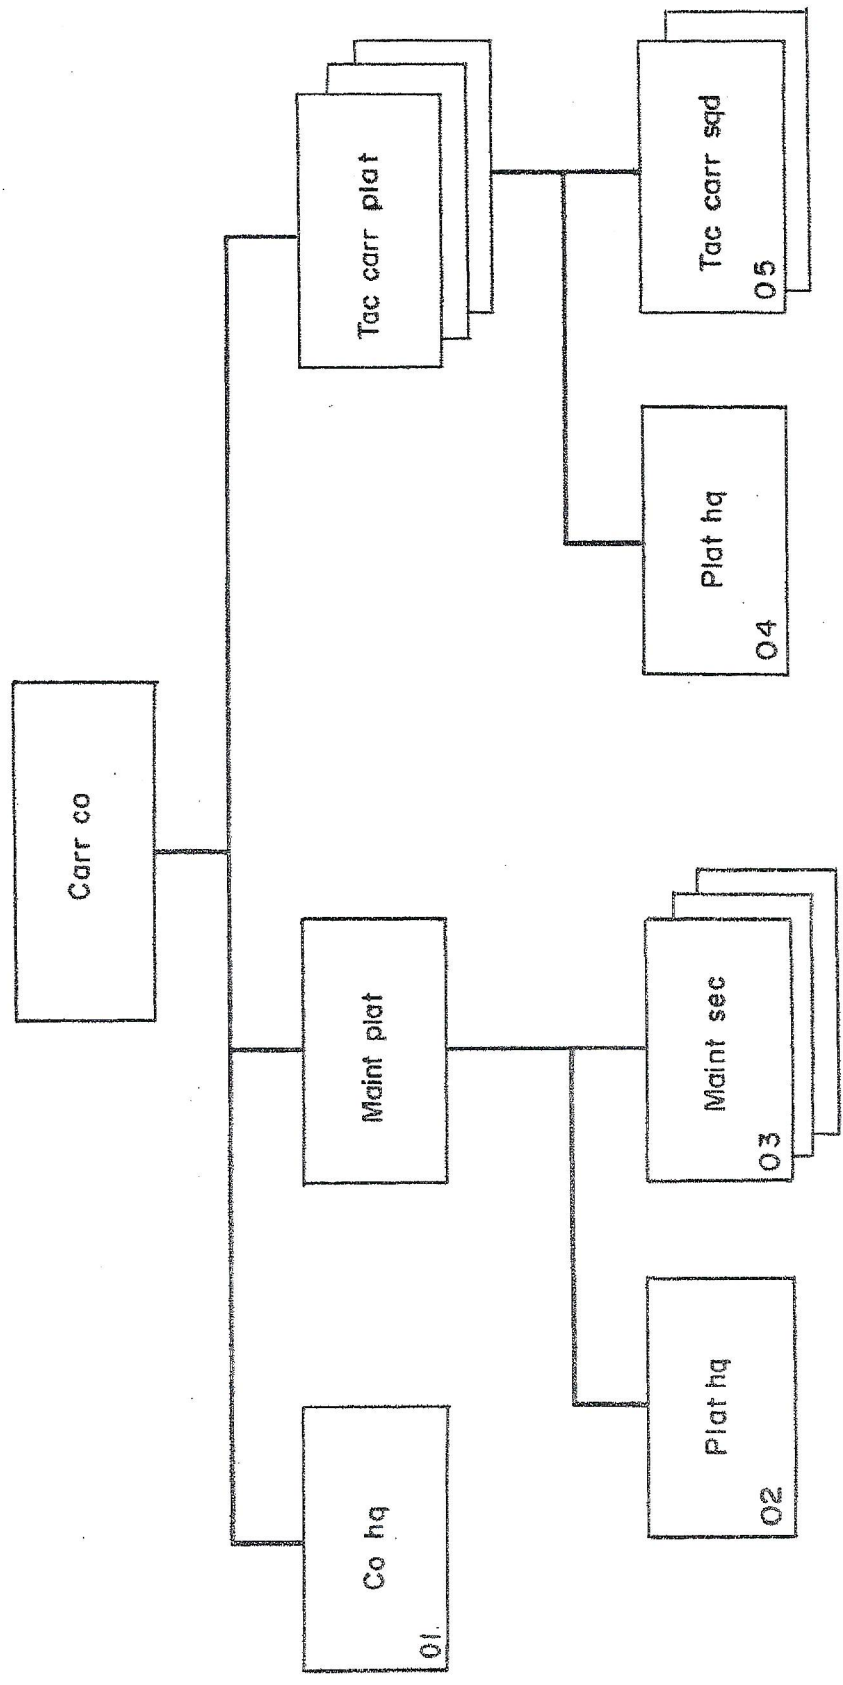 Carr co
Co hq
01.
Maint plat
Tac carr plat
Plat hq
02
Maint sec
03
Plat hq
04
Tac carr sqd
05